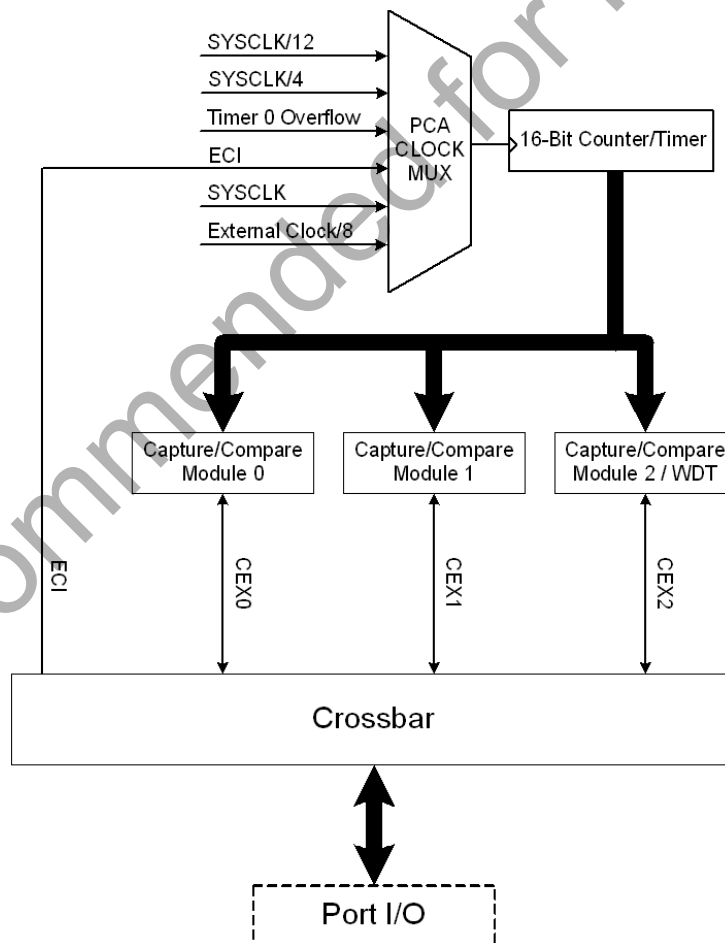 SYSCLK/12
SYSCLK/4
Timer 0 Overflow
ECI
SYSCLK
External Clock/8
PCA
CLOCK
MUX
16-Bit Counter/Timer
Capture/Compare
Module 0
Capture/Compare
Module 1
Capture/Compare
Module 2 / WDT
ECI
CEX0
CEX1
CEX2
Crossbar
Port I/O
ommended for